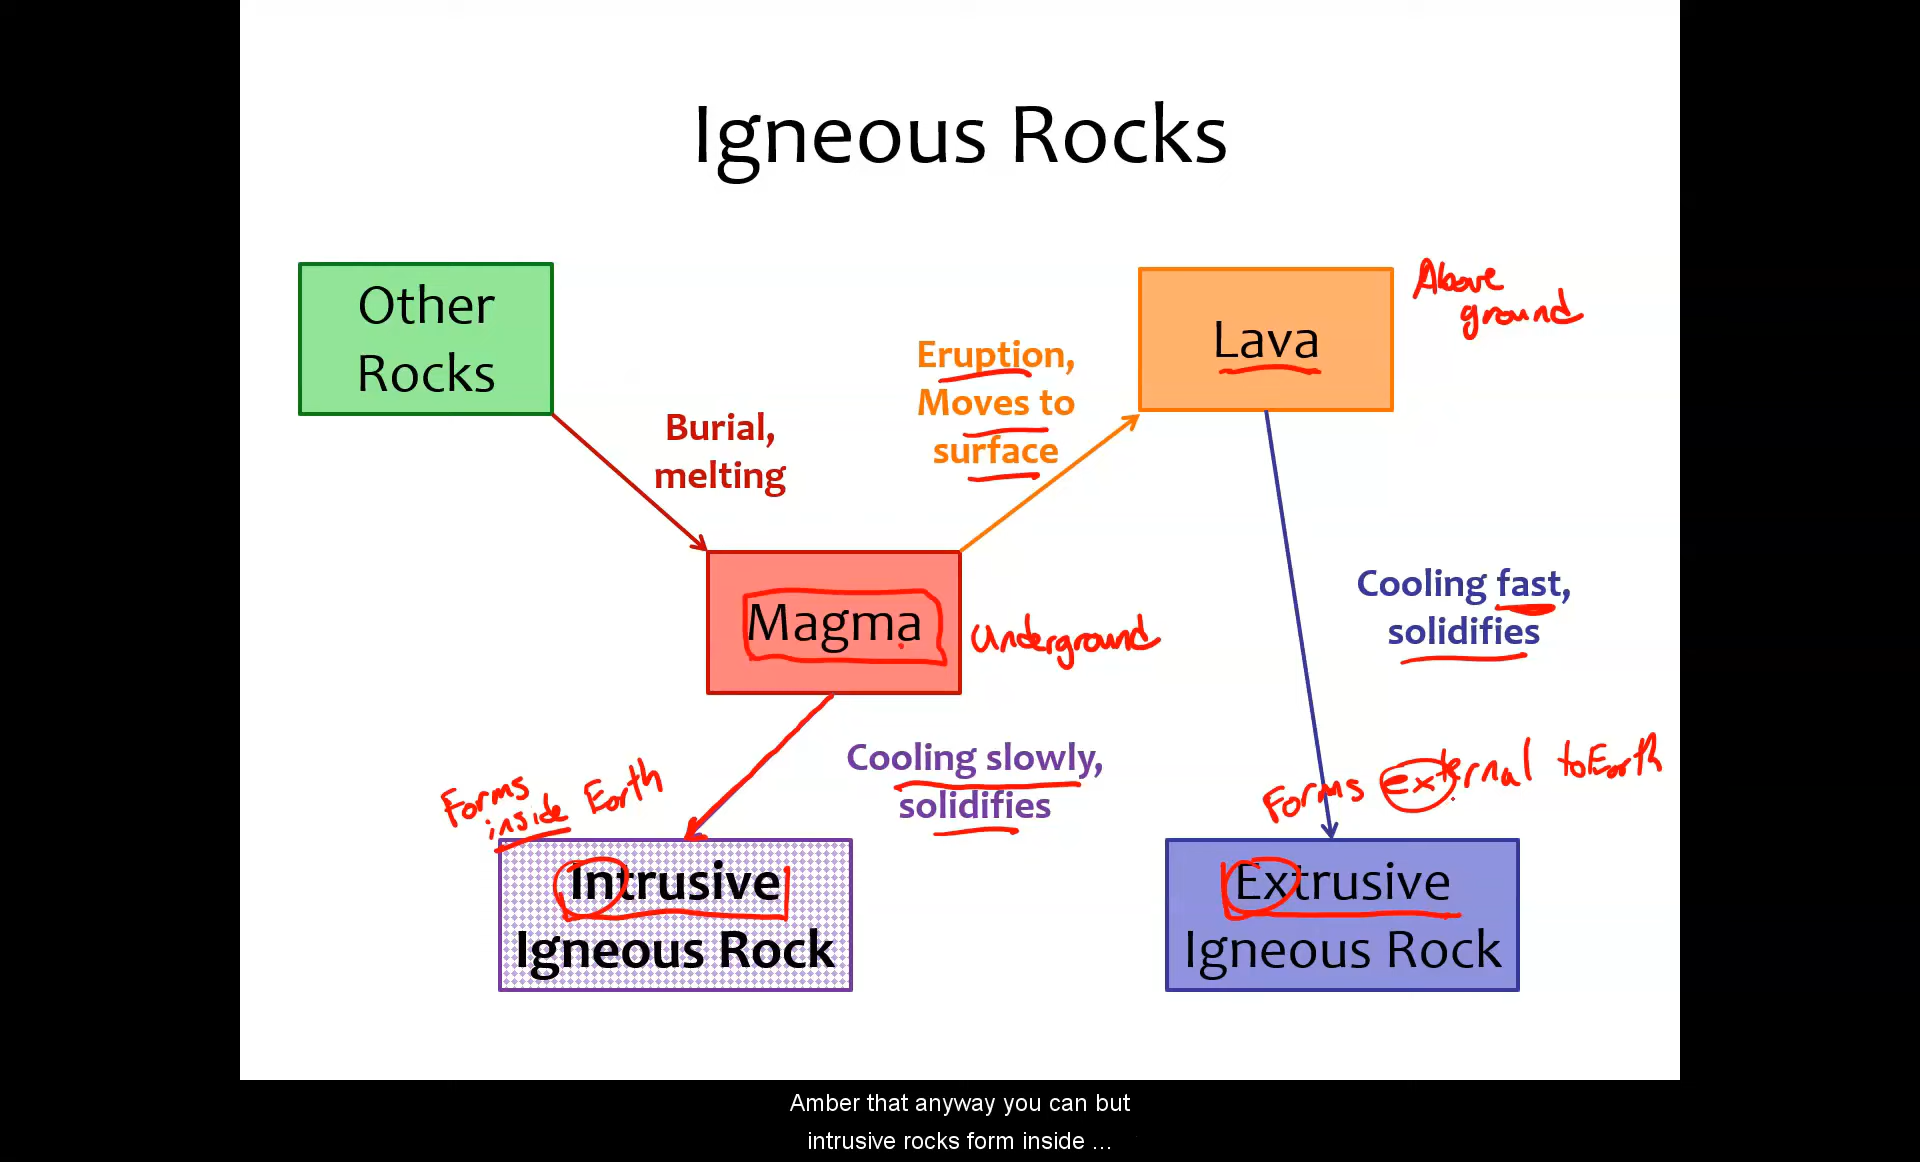 Igneous Rocks
Other
Rocks
Burial,
melting
Eruption,
Moves to
surface
Lava
Above
ground
Magma
Underground
Cooling fast,
solidifies
Cooling slowly,
solidifies
Forms
inside Earth
Forms external to Earth
Intrusive
Igneous Rock
Extrusive
Igneous Rock
Amber that anyway you can but
intrusive rocks form inside ...